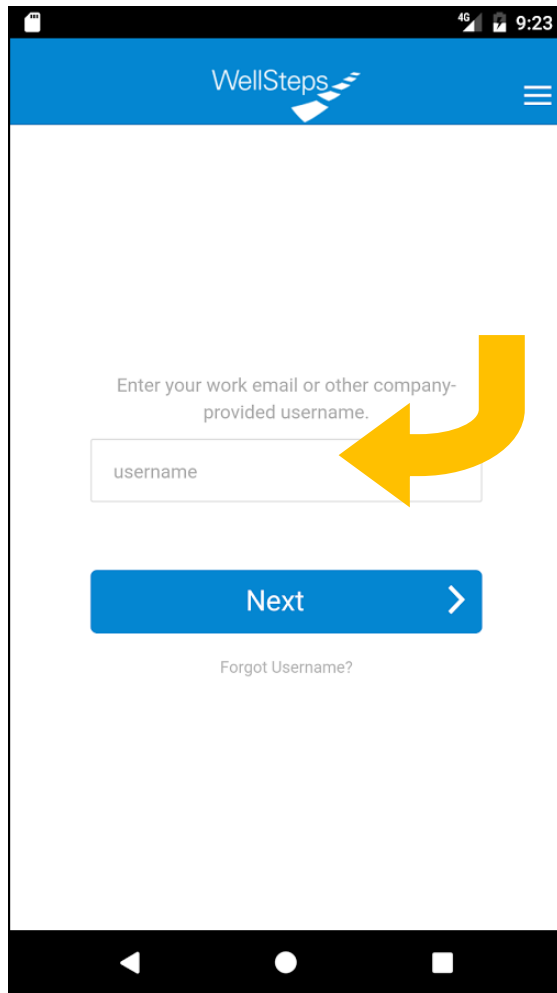 4G 9:23
WellSteps
Enter your work email or other company-
provided username.
username
Next
Forgot Username?